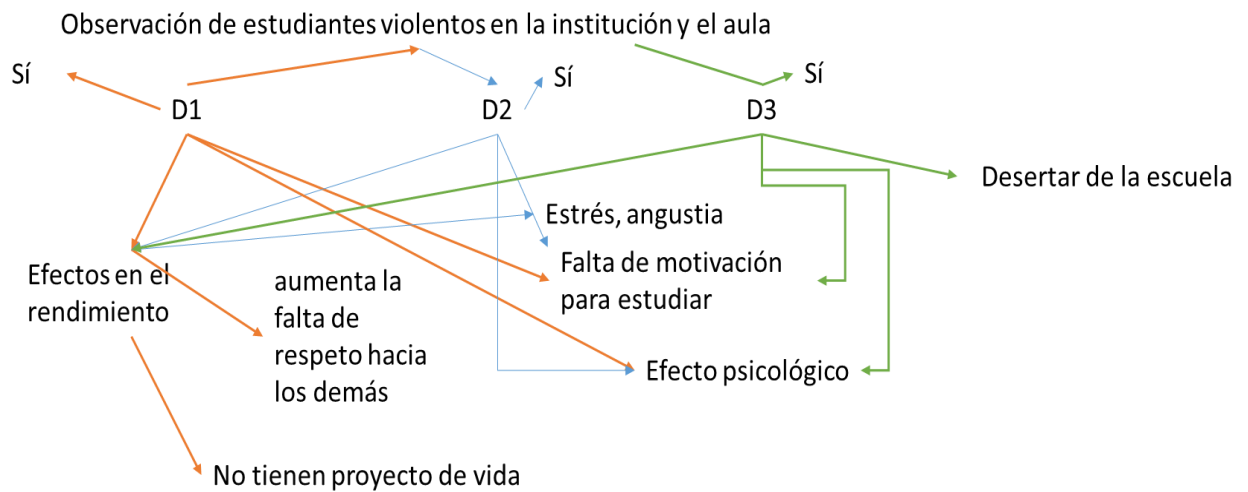 Observación de estudiantes violentos en la institución y el aula
Sí
Sí
Sí
D1
D2
D3
Desertar de la escuela
Estrés, angustia
Falta de motivación
para estudiar
Efectos en el
rendimiento
aumenta la
falta de
respeto hacia
los demás
Efecto psicológico
No tienen proyecto de vida